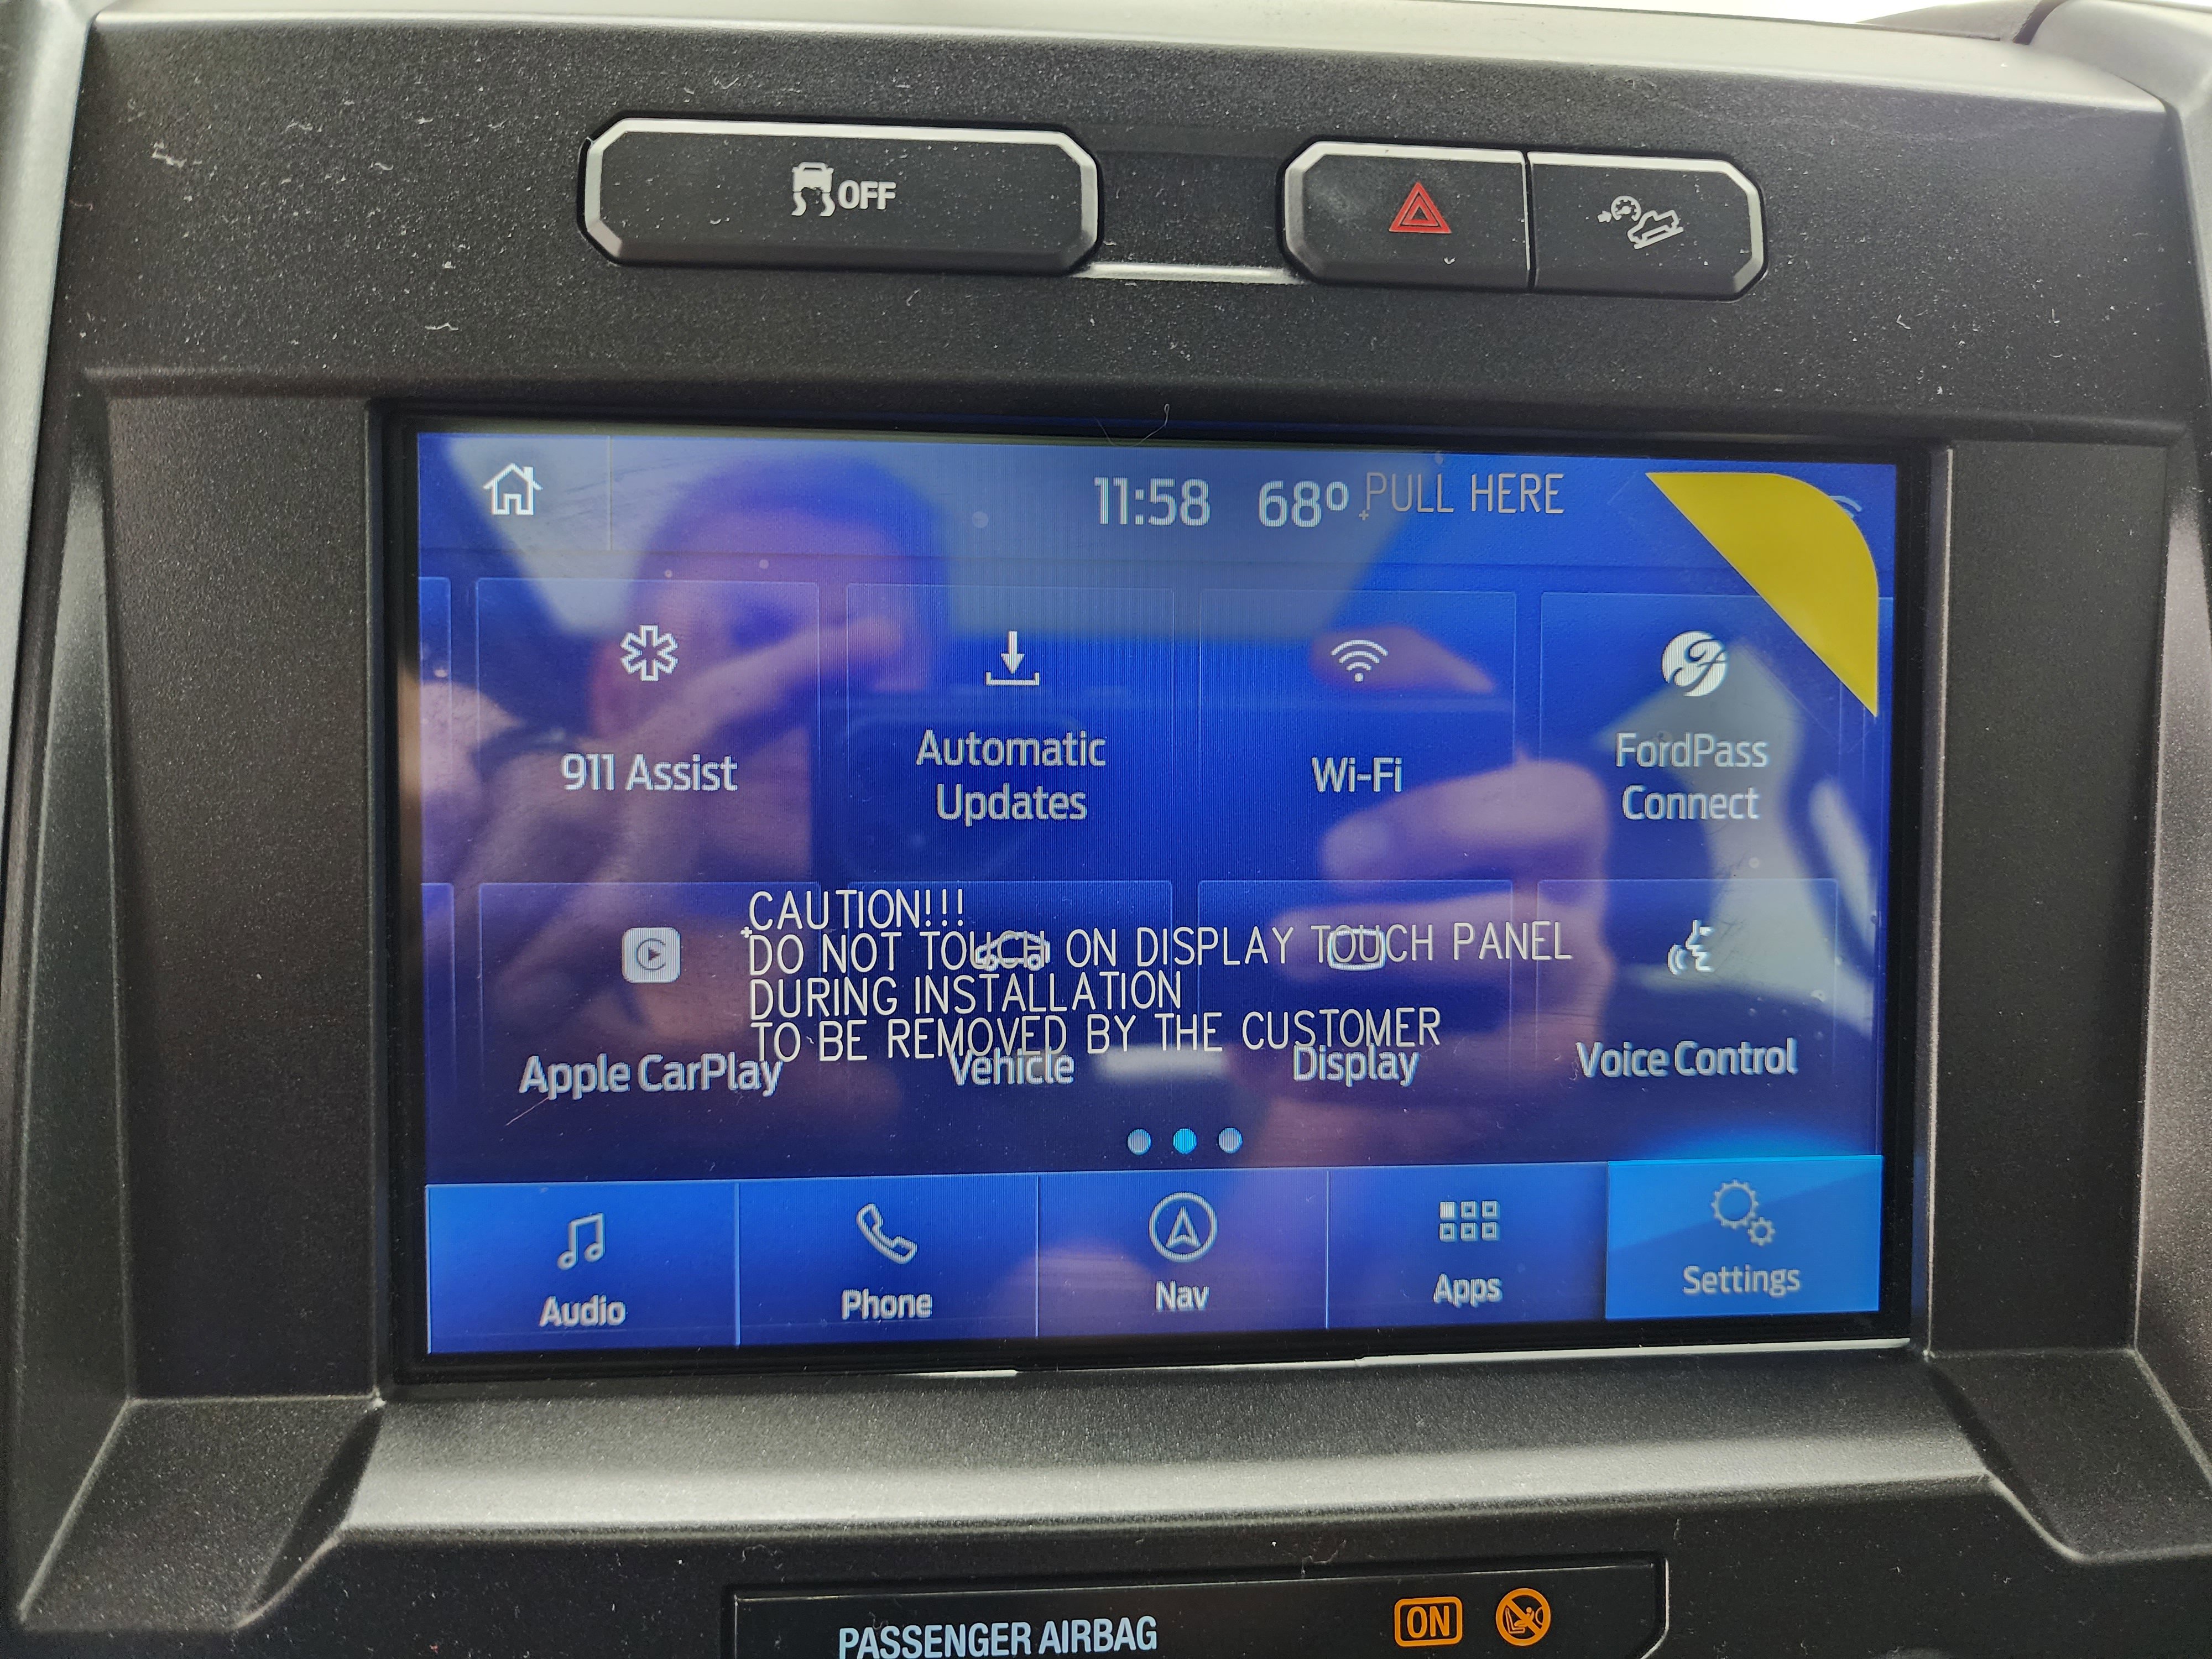 OFF
11:58 68° PULL HERE
911 Assist
Automatic
Updates
Wi-Fi
FordPass
Connect
CAUTION!!!
DO NOT TOUCH ON DISPLAY TOUCH PANEL
DURING INSTALLATION
TO BE REMOVED BY THE CUSTOMER
Apple CarPlay
Vehicle
Display
Voice Control
Audio
Phone
Nav
Apps
Settings
PASSENGER AIRBAG ON